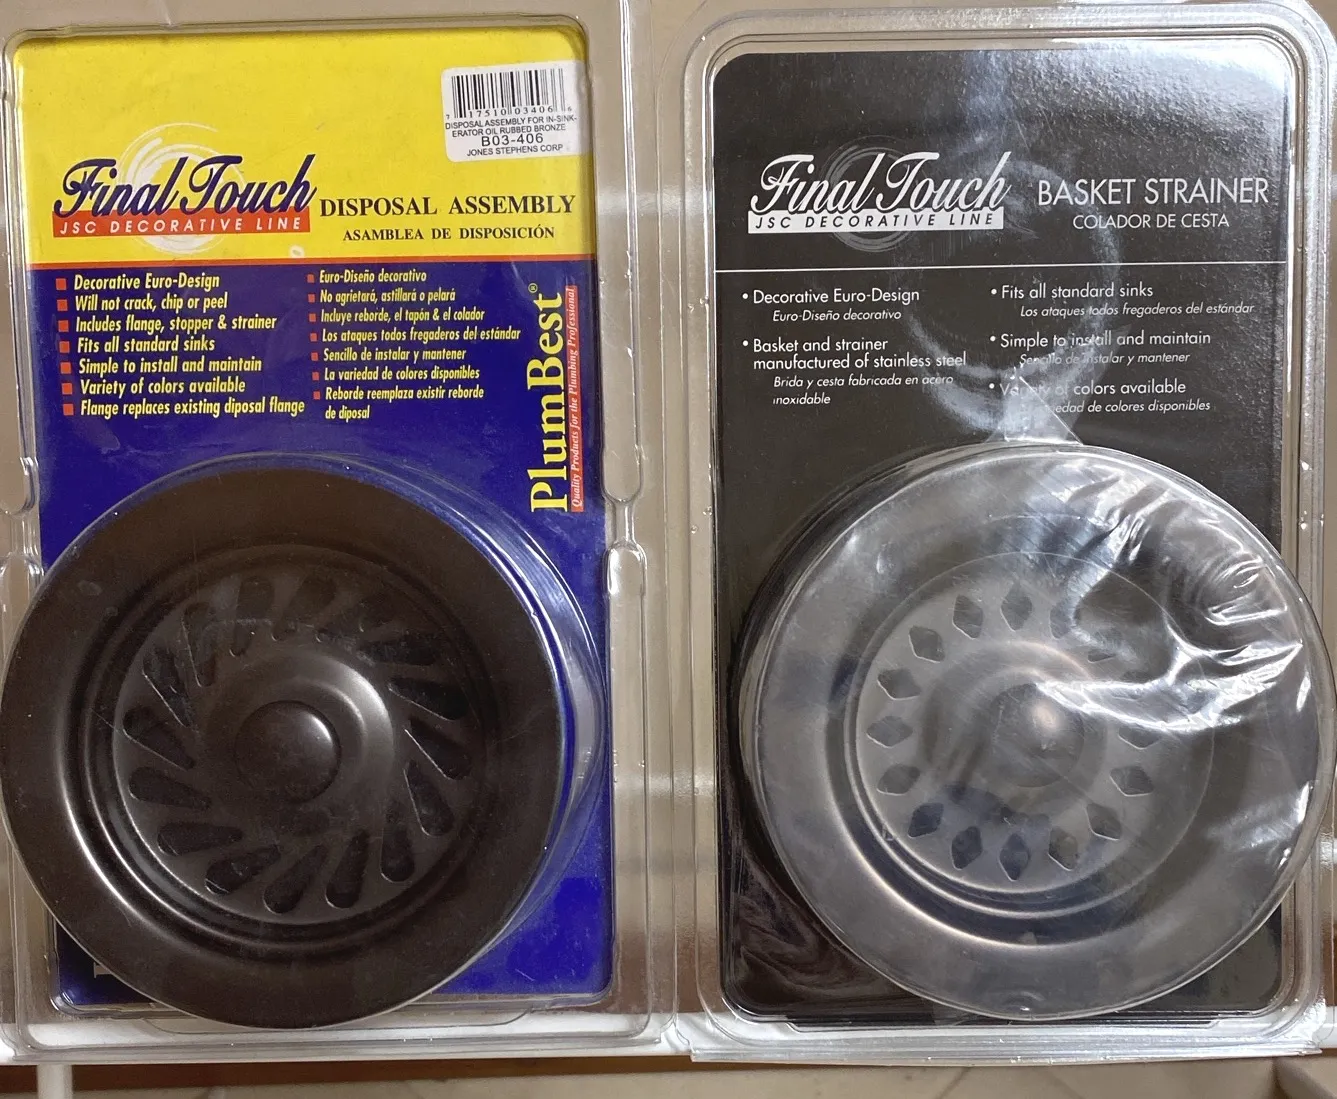 7 17510 03406 6
DISPOSAL ASSEMBLY FOR IN-SINK-
ERATOR OIL RUBBED BRONZE
B03-406
JONES STEPHENS CORP
Final Touch
JSC DECORATIVE LINE
DISPOSAL ASSEMBLY
ASAMBLEA DE DISPOSICIÓN
Decorative Euro-Design
Will not crack, chip or peel
Includes flange, stopper & strainer
Fits all standard sinks
Simple to install and maintain
Variety of colors available
Flange replaces existing diposal flange
Euro-Diseño decorativo
No agrietará, astillará o pelará
Incluye reborde, el tapón & el colador
Los ataques todos fregaderos del estándar
Sencillo de instalar y mantener
La variedad de colores disponibles
Reborde reemplaza existir reborde
de diposal
PlumBest®
Quality Products for the Plumbing Professional
Final Touch
JSC DECORATIVE LINE
BASKET STRAINER
COLADOR DE CESTA
• Decorative Euro-Design
Euro-Diseño decorativo
• Basket and strainer
manufactured of stainless steel
Brida y cesta fabricada en acero
inoxidable
• Fits all standard sinks
Los ataques todos fregaderos del estándar
• Simple to install and maintain
Sencillo de instalar y mantener
• Variety of colors available
de colores disponibles